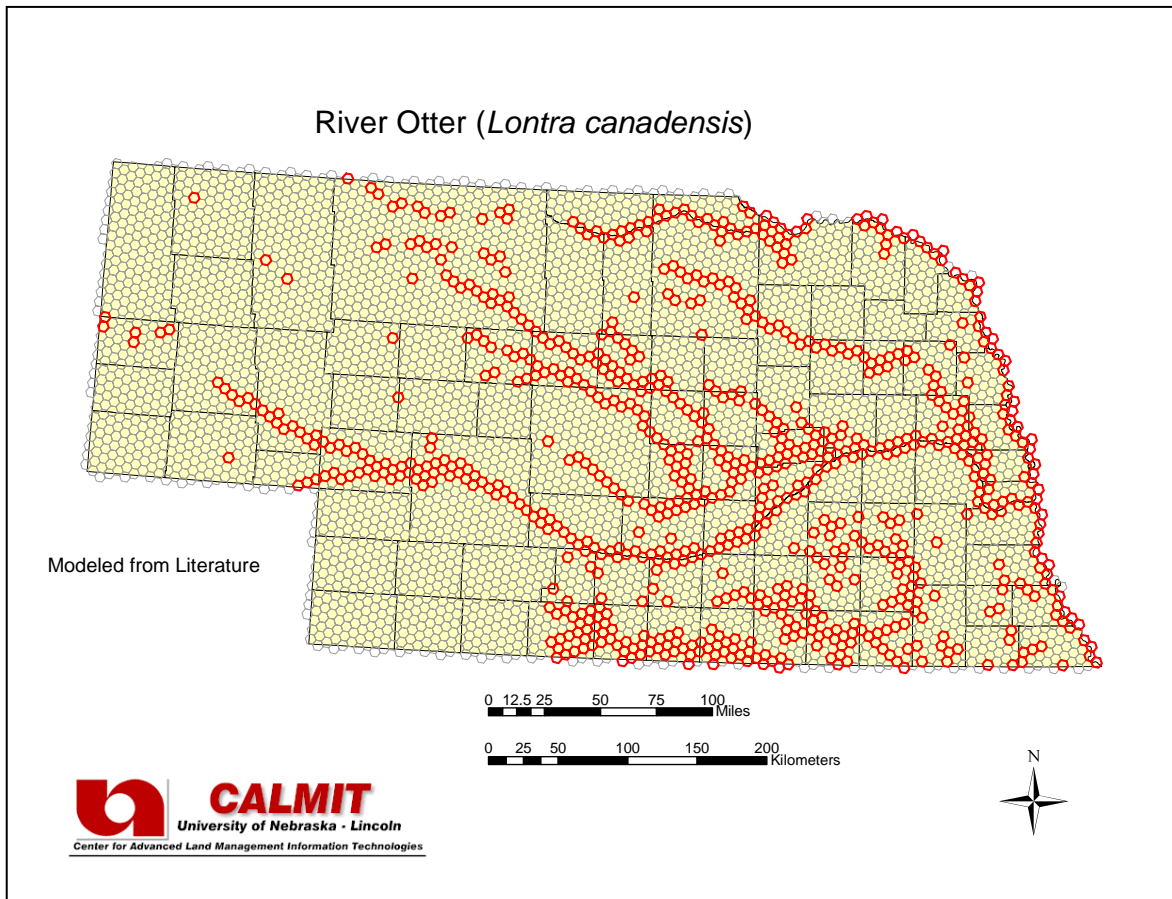 River Otter (Lontra canadensis)
Modeled from Literature
0 12.5 25 50 75 100
Miles
0 25 50 100 150 200
Kilometers
N
CALMIT
University of Nebraska - Lincoln
Center for Advanced Land Management Information Technologies